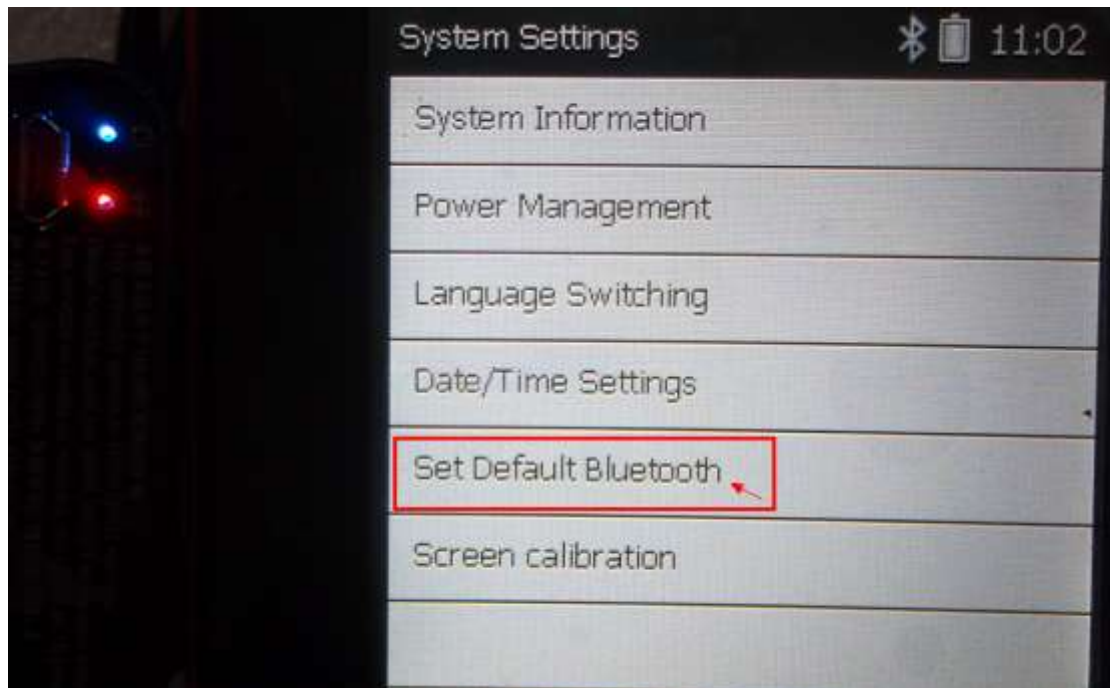 System Settings 11:02
System Information
Power Management
Language Switching
Date/Time Settings
Set Default Bluetooth
Screen calibration